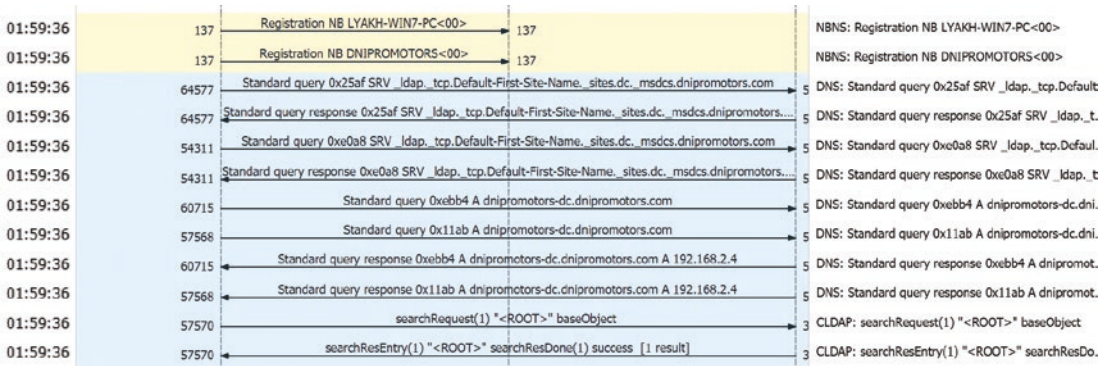 01:59:36 137 Registration NB LYAKH-WIN7-PC<00> 137 NBNS: Registration NB LYAKH-WIN7-PC<00>
01:59:36 137 Registration NB DNIPROMOTORS<00> 137 NBNS: Registration NB DNIPROMOTORS<00>
01:59:36 64577 Standard query 0x25af SRV _ldap._tcp.Default-First-Site-Name._sites.dc._msdcs.dnipromotors.com 5 DNS: Standard query 0x25af SRV _ldap._tcp.Default
01:59:36 64577 Standard query response 0x25af SRV _ldap._tcp.Default-First-Site-Name._sites.dc._msdcs.dnipromotors.... 5 DNS: Standard query response 0x25af SRV _ldap._t.
01:59:36 54311 Standard query 0xe0a8 SRV _ldap._tcp.Default-First-Site-Name._sites.dc._msdcs.dnipromotors.com 5 DNS: Standard query 0xe0a8 SRV _ldap._tcp.Defaul.
01:59:36 54311 Standard query response 0xe0a8 SRV _ldap._tcp.Default-First-Site-Name._sites.dc._msdcs.dnipromotors.... 5 DNS: Standard query response 0xe0a8 SRV _ldap._t
01:59:36 60715 Standard query 0xebb4 A dnipromotors-dc.dnipromotors.com 5 DNS: Standard query 0xebb4 A dnipromotors-dc.dni.
01:59:36 57568 Standard query 0x11ab A dnipromotors-dc.dnipromotors.com 5 DNS: Standard query 0x11ab A dnipromotors-dc.dni.
01:59:36 60715 Standard query response 0xebb4 A dnipromotors-dc.dnipromotors.com A 192.168.2.4 5 DNS: Standard query response 0xebb4 A dnipromot.
01:59:36 57568 Standard query response 0x11ab A dnipromotors-dc.dnipromotors.com A 192.168.2.4 5 DNS: Standard query response 0x11ab A dnipromot.
01:59:36 57570 searchRequest(1) "<ROOT>" baseObject 3 CLDAP: searchRequest(1) "<ROOT>" baseObject
01:59:36 57570 searchResEntry(1) "<ROOT>" searchResDone(1) success [1 result] 3 CLDAP: searchResEntry(1) "<ROOT>" searchResDo.